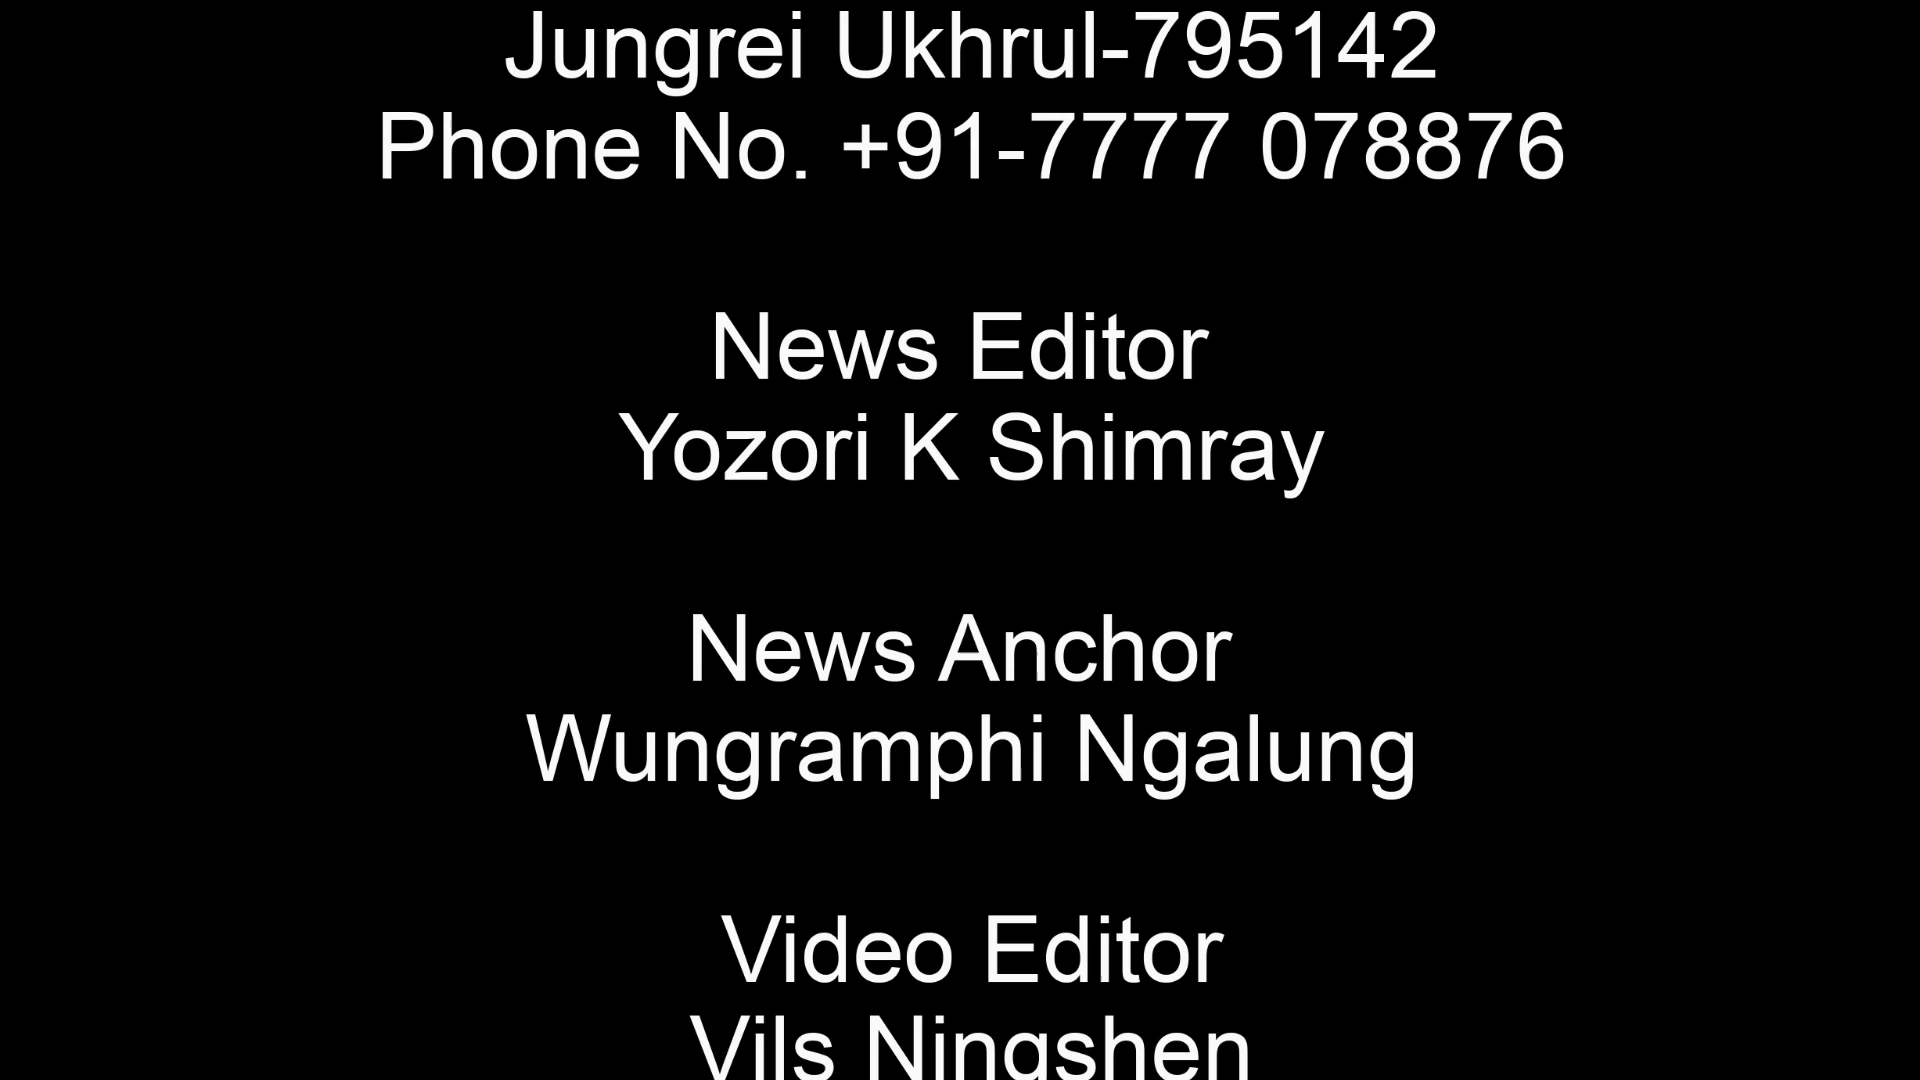 Jungrei Ukhrul-795142
Phone No. +91-7777 078876
News Editor
Yozori K Shimray
News Anchor
Wungramphi Ngalung
Video Editor
Vils Ningshen